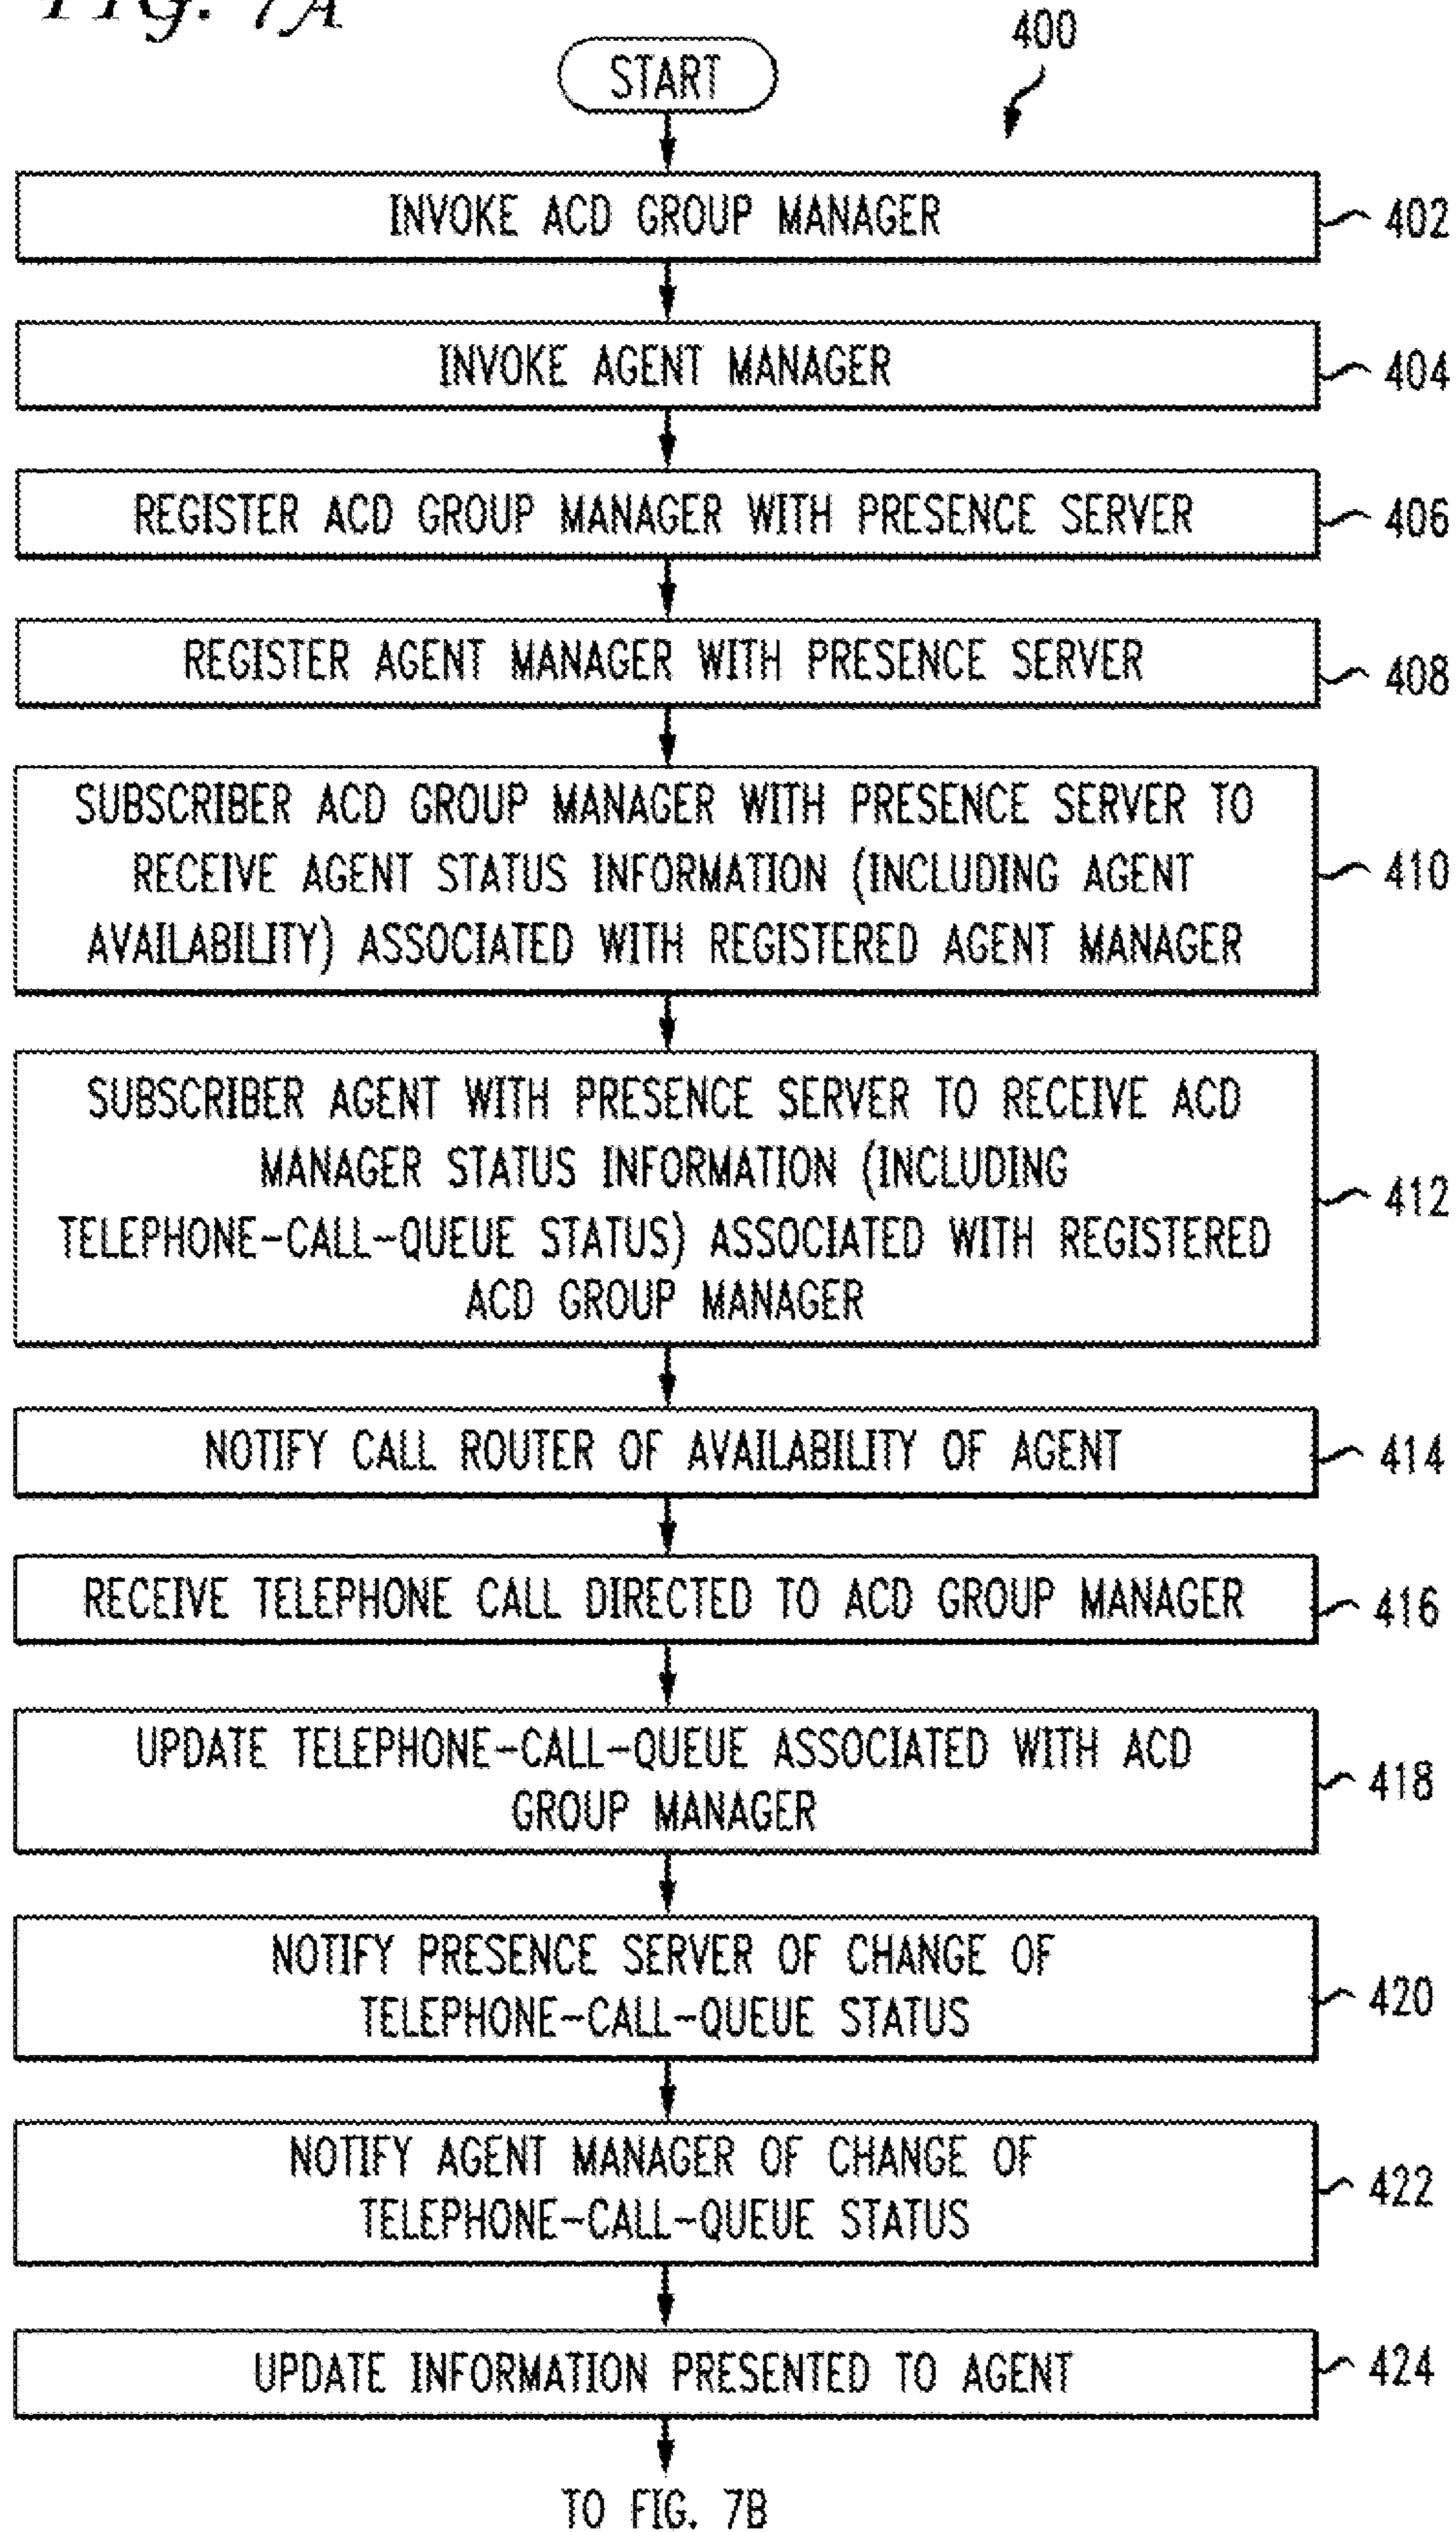 FIG. 7A
400
START
INVOKE ACD GROUP MANAGER
402
INVOKE AGENT MANAGER
404
REGISTER ACD GROUP MANAGER WITH PRESENCE SERVER
406
REGISTER AGENT MANAGER WITH PRESENCE SERVER
408
SUBSCRIBER ACD GROUP MANAGER WITH PRESENCE SERVER TO
RECEIVE AGENT STATUS INFORMATION (INCLUDING AGENT
AVAILABILITY) ASSOCIATED WITH REGISTERED AGENT MANAGER
410
SUBSCRIBER AGENT WITH PRESENCE SERVER TO RECEIVE ACD
MANAGER STATUS INFORMATION (INCLUDING
TELEPHONE-CALL-QUEUE STATUS) ASSOCIATED WITH REGISTERED
ACD GROUP MANAGER
412
NOTIFY CALL ROUTER OF AVAILABILITY OF AGENT
414
RECEIVE TELEPHONE CALL DIRECTED TO ACD GROUP MANAGER
416
UPDATE TELEPHONE-CALL-QUEUE ASSOCIATED WITH ACD
GROUP MANAGER
418
NOTIFY PRESENCE SERVER OF CHANGE OF
TELEPHONE-CALL-QUEUE STATUS
420
NOTIFY AGENT MANAGER OF CHANGE OF
TELEPHONE-CALL-QUEUE STATUS
422
UPDATE INFORMATION PRESENTED TO AGENT
424
TO FIG. 7B